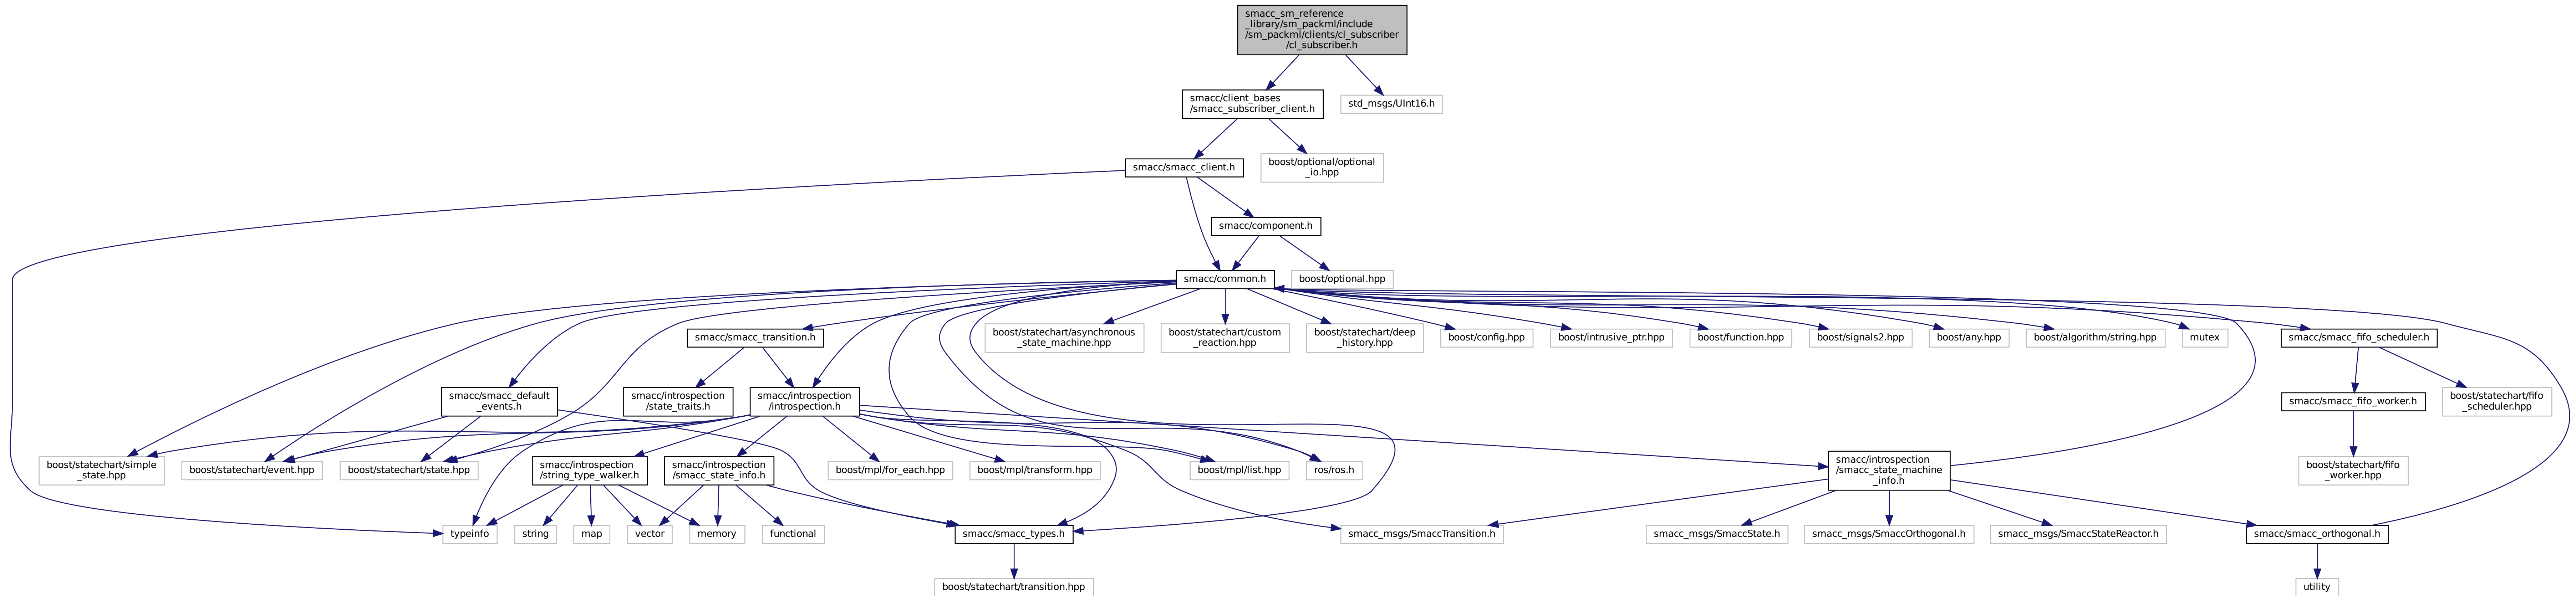 smacc_sm_reference
_library/sm_packml/include
/sm_packml/clients/cl_subscriber
/cl_subscriber.h
smacc/client_bases
/smacc_subscriber_client.h
std_msgs/UInt16.h
smacc/smacc_client.h
boost/optional/optional
_io.hpp
smacc/component.h
smacc/common.h
boost/optional.hpp
smacc/smacc_transition.h
boost/statechart/asynchronous
_state_machine.hpp
boost/statechart/custom
_reaction.hpp
boost/statechart/deep
_history.hpp
boost/config.hpp
boost/intrusive_ptr.hpp
boost/function.hpp
boost/signals2.hpp
boost/any.hpp
boost/algorithm/string.hpp
mutex
smacc/smacc_fifo_scheduler.h
smacc/smacc_default
_events.h
smacc/introspection
/state_traits.h
smacc/introspection
/introspection.h
smacc/smacc_fifo_worker.h
boost/statechart/fifo
_scheduler.hpp
boost/statechart/simple
_state.hpp
boost/statechart/event.hpp
boost/statechart/state.hpp
smacc/introspection
/string_type_walker.h
smacc/introspection
/smacc_state_info.h
boost/mpl/for_each.hpp
boost/mpl/transform.hpp
boost/mpl/list.hpp
ros/ros.h
smacc/introspection
/smacc_state_machine
_info.h
boost/statechart/fifo
_worker.hpp
typeinfo
string
map
vector
memory
functional
smacc/smacc_types.h
smacc_msgs/SmaccTransition.h
smacc_msgs/SmaccState.h
smacc_msgs/SmaccOrthogonal.h
smacc_msgs/SmaccStateReactor.h
smacc/smacc_orthogonal.h
boost/statechart/transition.hpp
utility